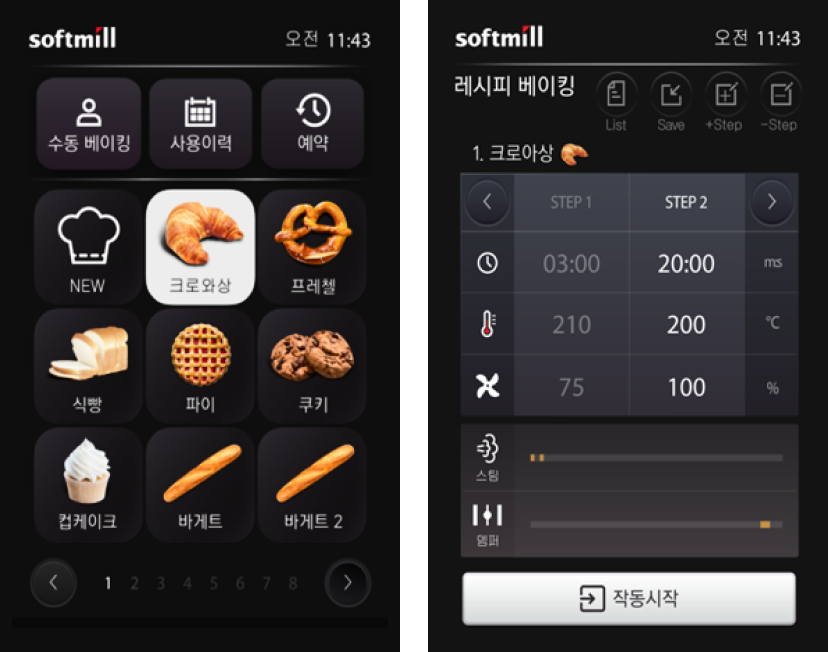 softmill
오전 11:43
수동 베이킹
사용이력
예약
NEW
크로와상
프레첼
식빵
파이
쿠키
컵케이크
바게트
바게트 2
1 2 3 4 5 6 7 8
softmill
오전 11:43
레시피 베이킹
List
Save
+Step
−Step
1. 크로아상
STEP 1
STEP 2
03:00
20:00
ms
210
200
℃
75
100
%
스팀
뎀퍼
작동시작